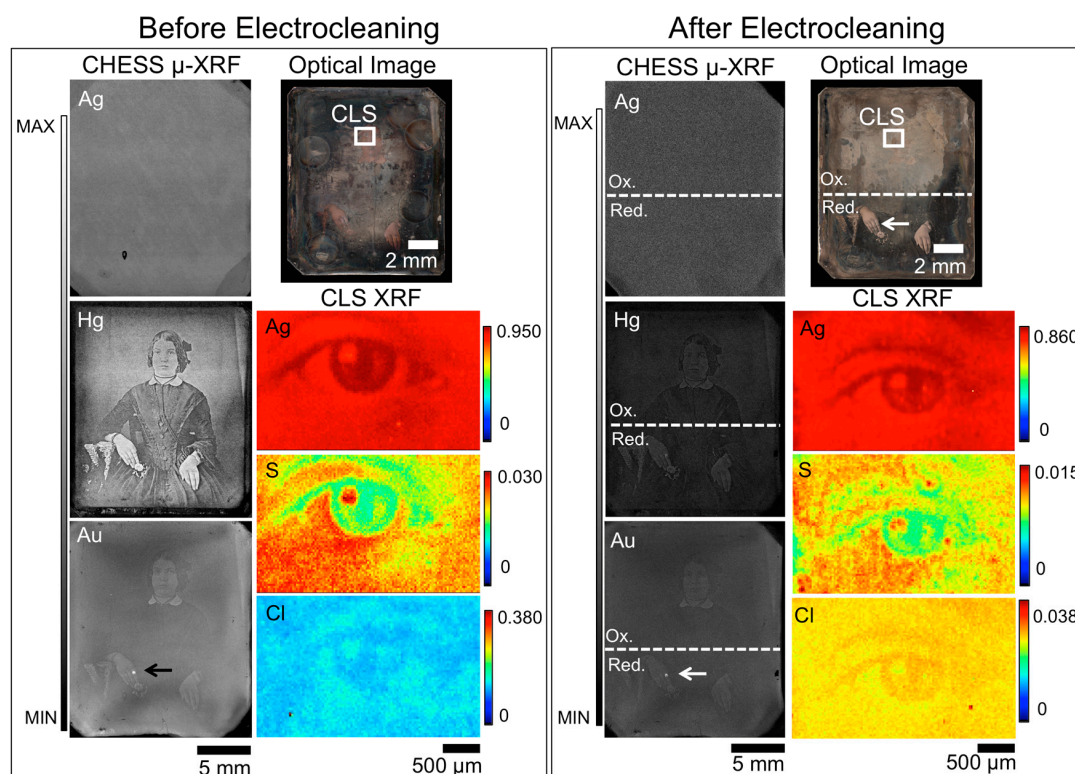 Before Electrocleaning
CHESS µ-XRF
Optical Image
Ag
MAX
CLS
2 mm
CLS XRF
Hg
Ag
0.950
0
S
0.030
0
Au
Cl
0.380
0
MIN
5 mm
500 µm
After Electrocleaning
CHESS µ-XRF
Optical Image
Ag
MAX
CLS
Ox.
Red.
Ox.
Red.
2 mm
CLS XRF
Hg
Ag
0.860
0
Ox.
Red.
S
0.015
0
Au
Cl
0.038
0
Ox.
Red.
MIN
5 mm
500 µm